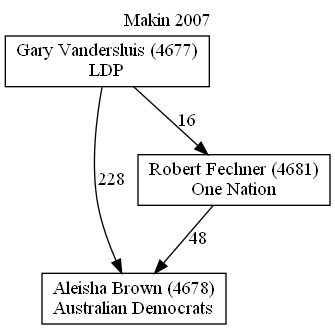 Makin 2007
Gary Vandersluis (4677)
LDP
16
Robert Fechner (4681)
One Nation
228
48
Aleisha Brown (4678)
Australian Democrats